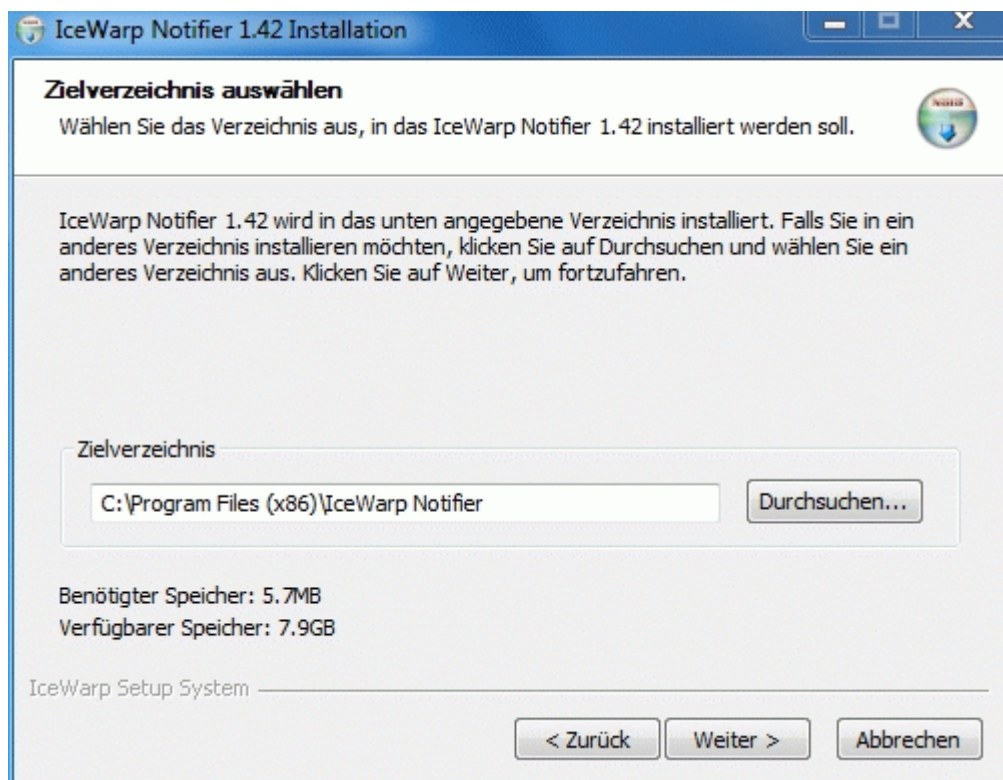 IceWarp Notifier 1.42 Installation
Zielverzeichnis auswählen
Wählen Sie das Verzeichnis aus, in das IceWarp Notifier 1.42 installiert werden soll.
IceWarp Notifier 1.42 wird in das unten angegebene Verzeichnis installiert. Falls Sie in ein
anderes Verzeichnis installieren möchten, klicken Sie auf Durchsuchen und wählen Sie ein
anderes Verzeichnis aus. Klicken Sie auf Weiter, um fortzufahren.
Zielverzeichnis
C:\Program Files (x86)\IceWarp Notifier
Durchsuchen...
Benötigter Speicher: 5.7MB
Verfügbarer Speicher: 7.9GB
IceWarp Setup System
< Zurück
Weiter >
Abbrechen